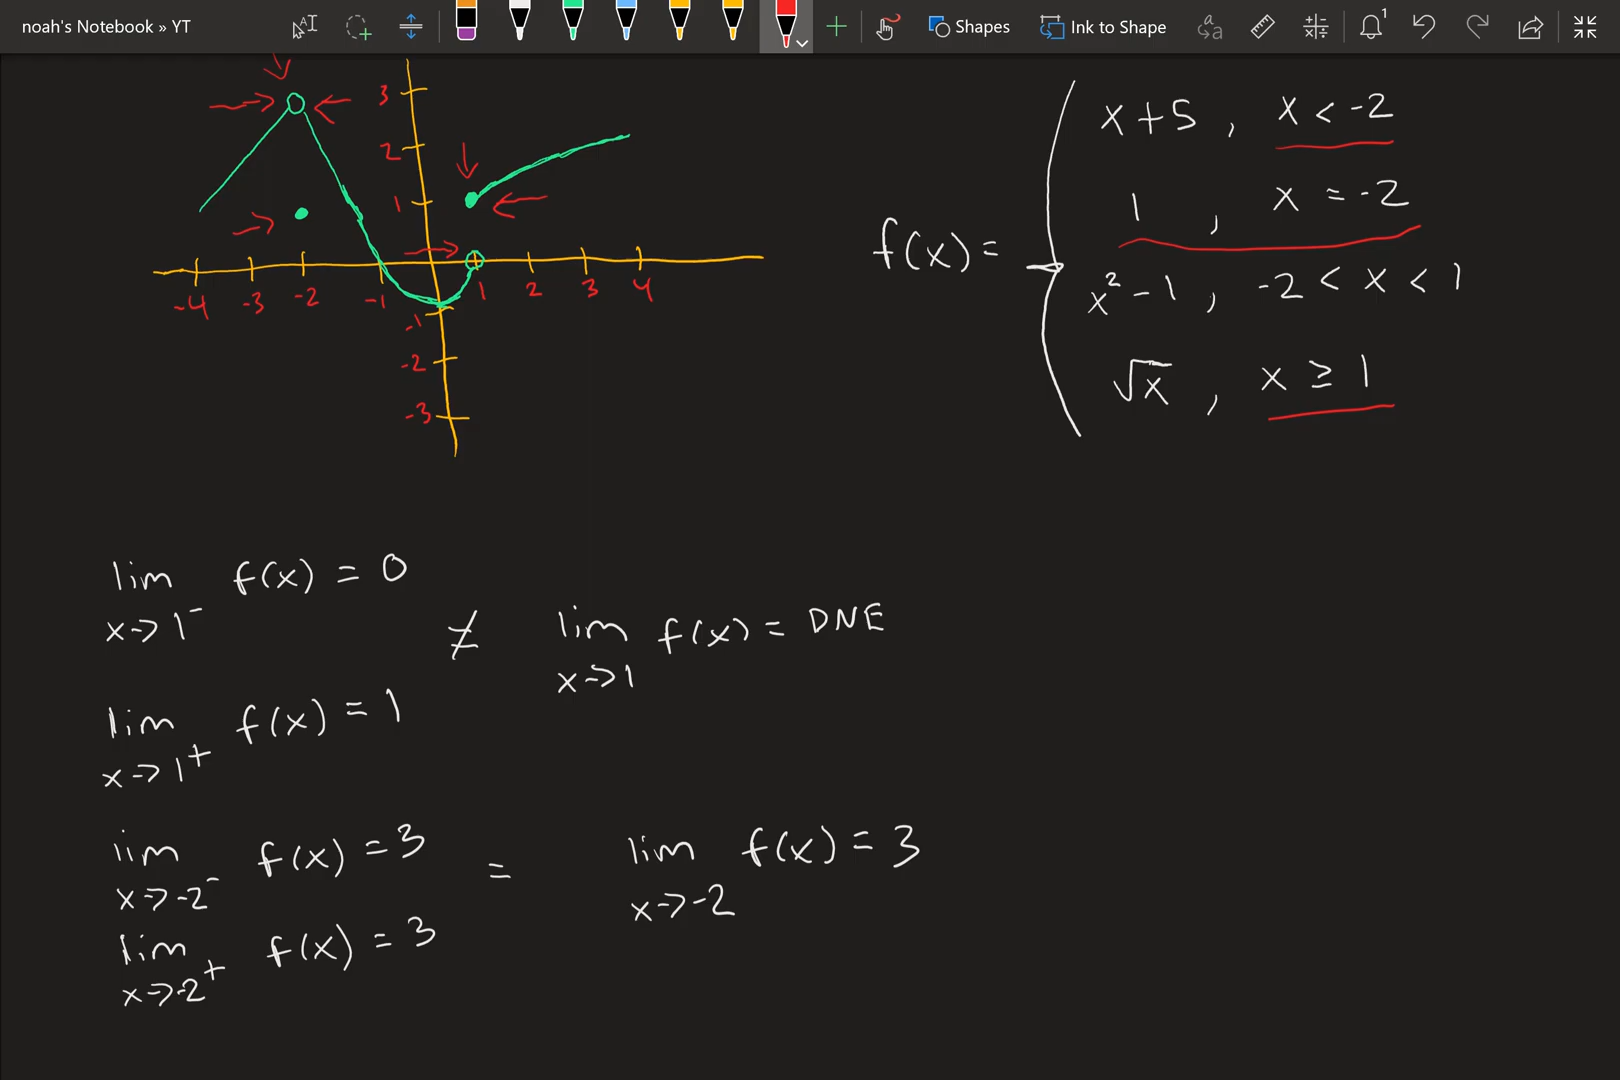 noah's Notebook » YT
Shapes
Ink to Shape
1
3
2
1
-4 -3 -2 -1 1 2 3 4
-1
-2
-3
f(x) =
x+5 , x < -2
1 , x = -2
x² - 1 , -2 < x < 1
√x , x ≥ 1
lim f(x) = 0
x→1⁻
≠
lim f(x) = DNE
x→1
lim f(x) = 1
x→1⁺
lim f(x) = 3
x→-2⁻
=
lim f(x) = 3
x→-2
lim f(x) = 3
x→-2⁺